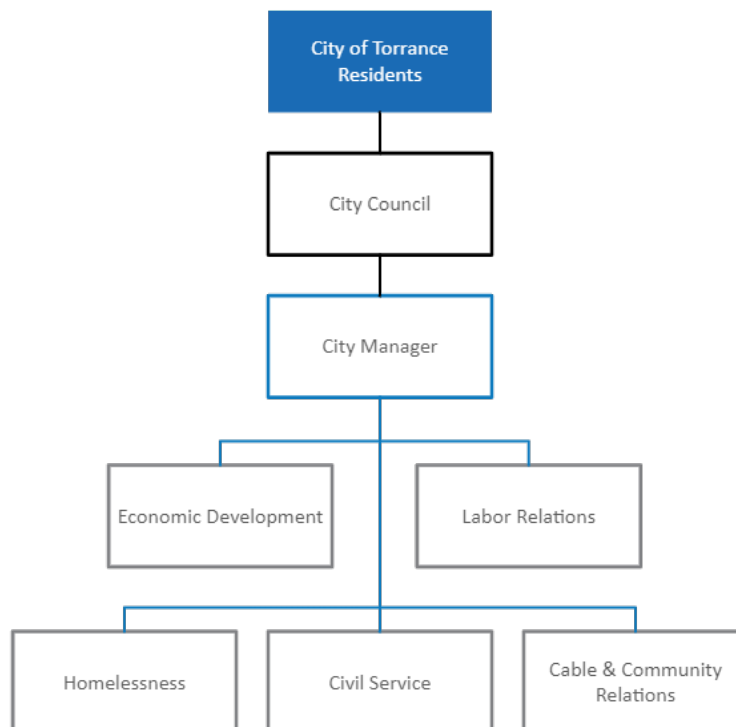 City of Torrance
Residents
City Council
City Manager
Economic Development
Labor Relations
Homelessness
Civil Service
Cable & Community
Relations